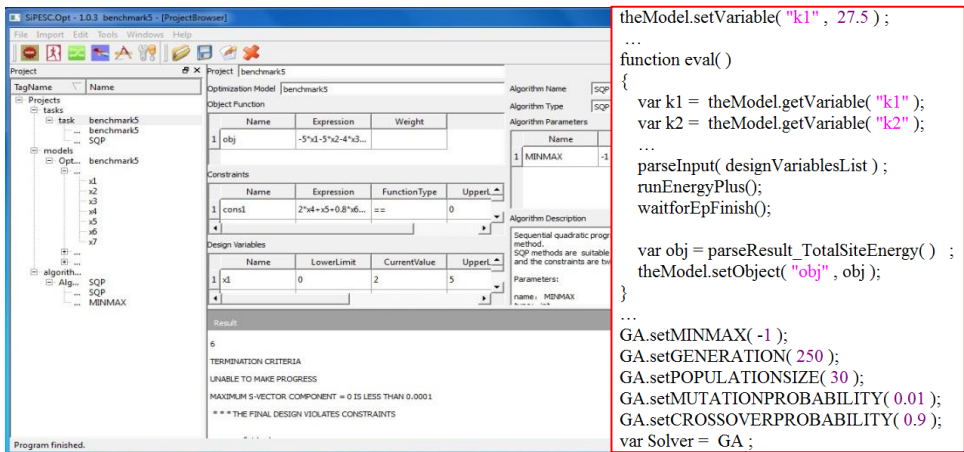 SiPESC.Opt - 1.0.3 benchmark5 - [ProjectBrowser]
File Import Edit Tools Windows Help
Project
TagName Name
Projects
tasks
task benchmark5
... benchmark5
... SQP
models
Opt... benchmark5
...
x1
x2
x3
x4
x5
x6
x7
...
...
algorith...
Alg... SQP
... SQP
... MINMAX
Project benchmark5
Optimization Model benchmark5
Object Function
Name Expression Weight
1 obj -5*x1-5*x2-4*x3...
Constraints
Name Expression FunctionType UpperL
1 cons1 2*x4+x5+0.8*x6... == 0
Design Variables
Name LowerLimit CurrentValue UpperL
1 x1 0 2 5
Algorithm Name SQP
Algorithm Type SQP
Algorithm Parameters
Name
1 MINMAX -1
Algorithm Description
Sequential quadratic progr
method.
SQP methods are suitable
and the constraints are tw
Parameters:
name: MINMAX
Result
6
TERMINATION CRITERIA
UNABLE TO MAKE PROGRESS
MAXIMUM S-VECTOR COMPONENT = 0 IS LESS THAN 0.0001
* * * THE FINAL DESIGN VIOLATES CONSTRAINTS
Program finished.
theModel.setVariable( "k1" , 27.5 ) ;
...
function eval( )
{
var k1 = theModel.getVariable( "k1" );
var k2 = theModel.getVariable( "k2" );
...
parseInput( designVariablesList ) ;
runEnergyPlus();
waitforEpFinish();
var obj = parseResult_TotalSiteEnergy( ) ;
theModel.setObject( "obj" , obj );
}
...
GA.setMINMAX( -1 );
GA.setGENERATION( 250 );
GA.setPOPULATIONSIZE( 30 );
GA.setMUTATIONPROBABILITY( 0.01 );
GA.setCROSSOVERPROBABILITY( 0.9 );
var Solver = GA ;